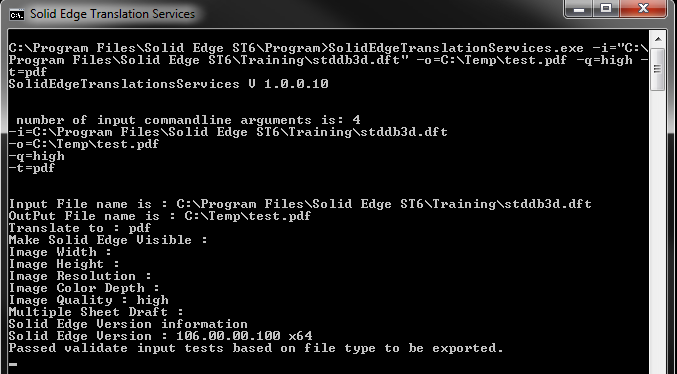 Solid Edge Translation Services
C:\Program Files\Solid Edge ST6\Program>SolidEdgeTranslationServices.exe -i="C:\
Program Files\Solid Edge ST6\Training\stddb3d.dft" -o=C:\Temp\test.pdf -q=high -
t=pdf
SolidEdgeTranslationsServices V 1.0.0.10
number of input commandline arguments is: 4
-i=C:\Program Files\Solid Edge ST6\Training\stddb3d.dft
-o=C:\Temp\test.pdf
-q=high
-t=pdf
Input File name is : C:\Program Files\Solid Edge ST6\Training\stddb3d.dft
OutPut File name is : C:\Temp\test.pdf
Translate to : pdf
Make Solid Edge Visible :
Image Width :
Image Height :
Image Resolution :
Image Color Depth :
Image Quality : high
Multiple Sheet Draft :
Solid Edge Version information
Solid Edge Version : 106.00.00.100 x64
Passed validate input tests based on file type to be exported.